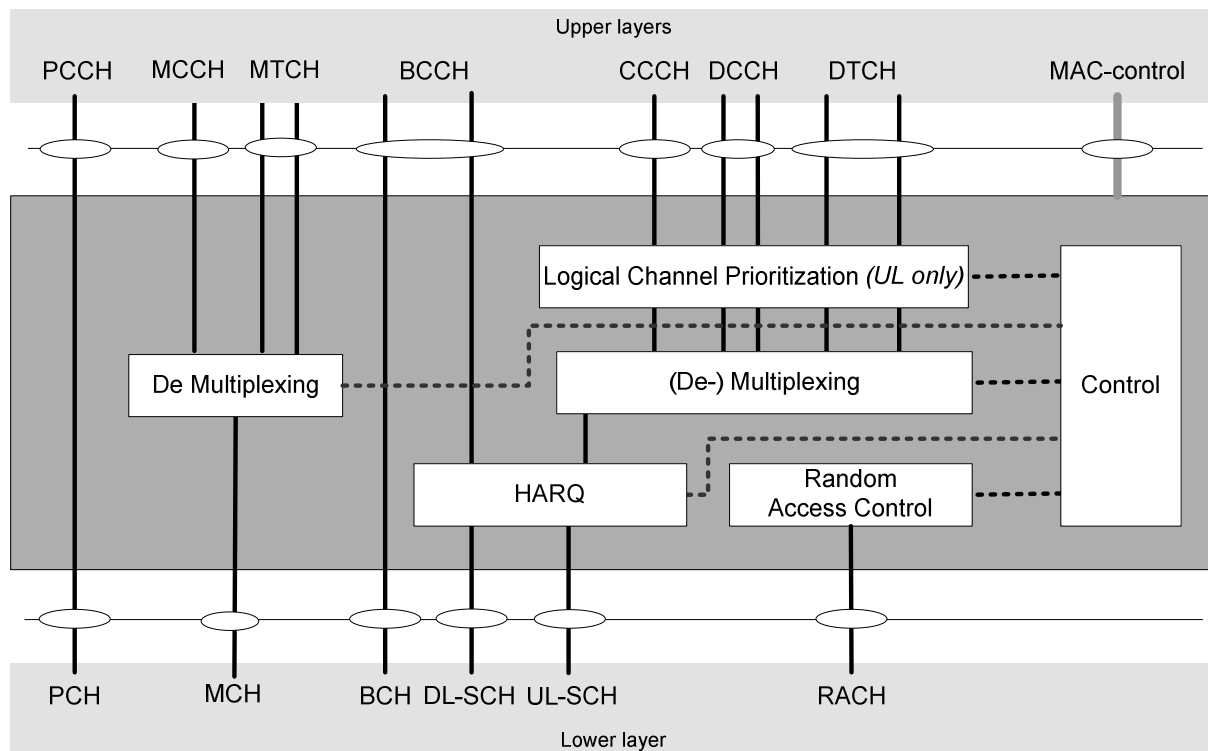 Upper layers
PCCH MCCH MTCH BCCH CCCH DCCH DTCH MAC-control
Logical Channel Prioritization (UL only)
De Multiplexing
(De-) Multiplexing
Control
HARQ
Random
Access Control
PCH MCH BCH DL-SCH UL-SCH RACH
Lower layer